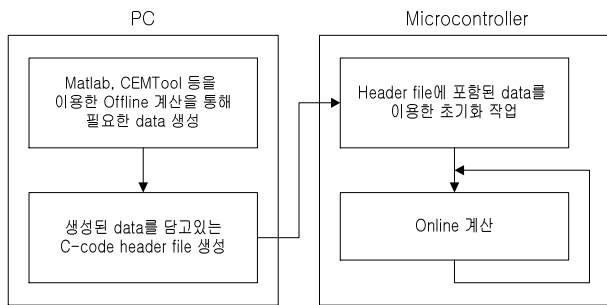 PC
Matlab, CEMTool 등을
이용한 Offline 계산을 통해
필요한 data 생성
생성된 data를 담고있는
C-code header file 생성
Microcontroller
Header file에 포함된 data를
이용한 초기화 작업
Online 계산